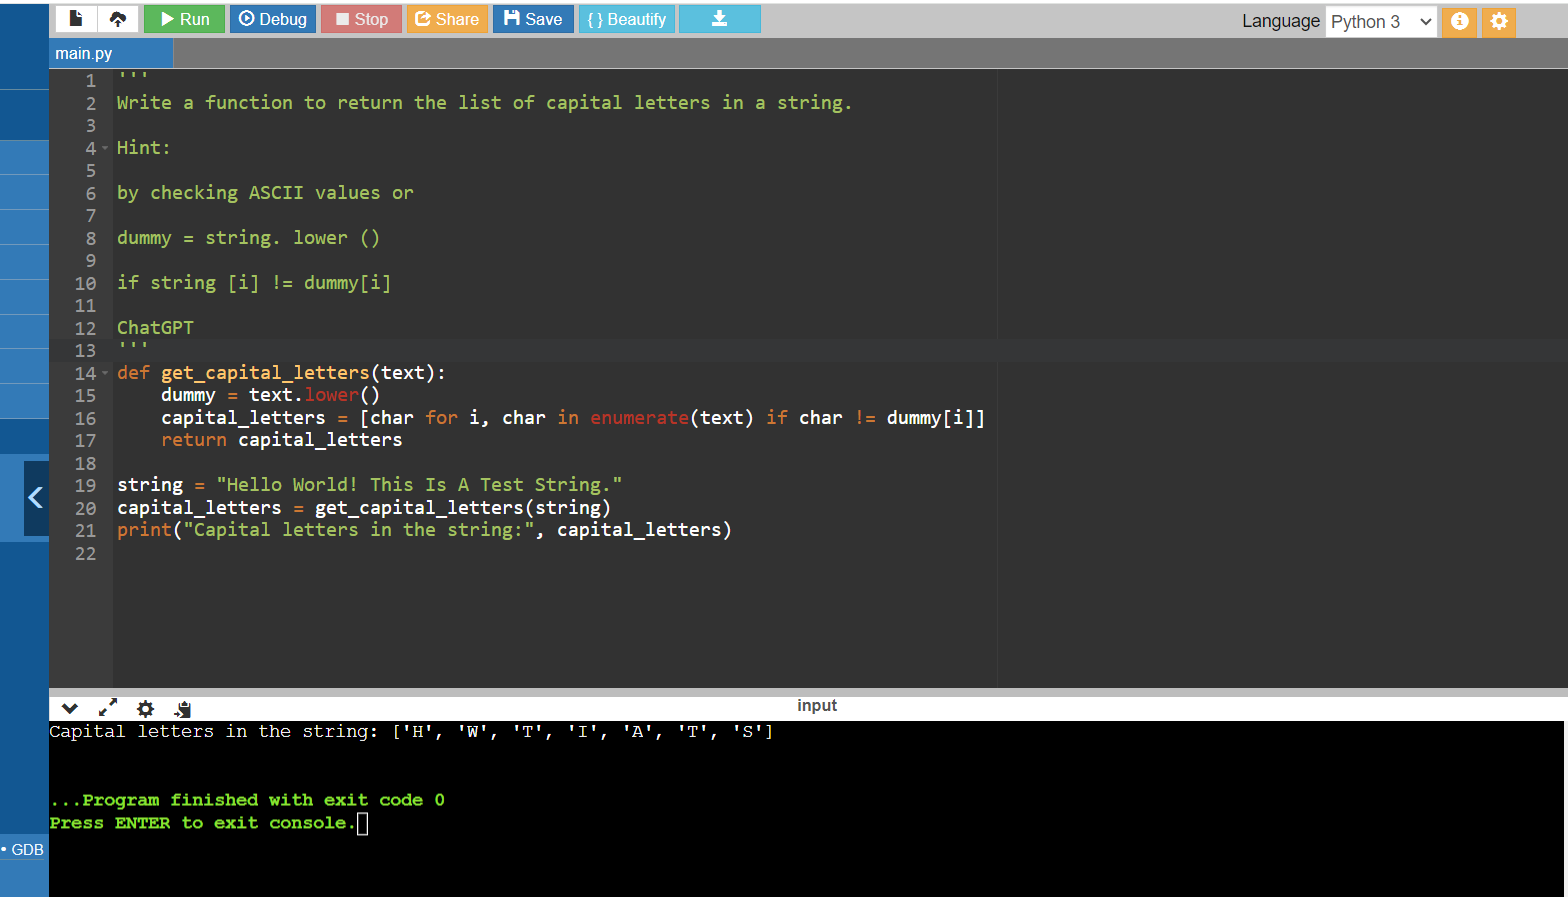 Run Debug Stop Share Save {} Beautify Language Python 3
main.py
1 '''
2 Write a function to return the list of capital letters in a string.
3
4 Hint:
5
6 by checking ASCII values or
7
8 dummy = string. lower ()
9
10 if string [i] != dummy[i]
11
12 ChatGPT
13 '''
14 def get_capital_letters(text):
15     dummy = text.lower()
16     capital_letters = [char for i, char in enumerate(text) if char != dummy[i]]
17     return capital_letters
18
19 string = "Hello World! This Is A Test String."
20 capital_letters = get_capital_letters(string)
21 print("Capital letters in the string:", capital_letters)
22
input
Capital letters in the string: ['H', 'W', 'T', 'I', 'A', 'T', 'S']
...Program finished with exit code 0
Press ENTER to exit console.
• GDB